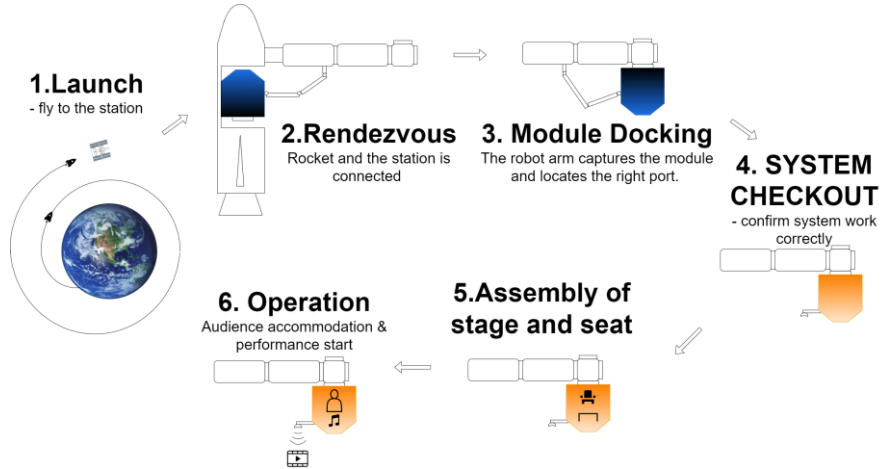 1.Launch
- fly to the station
2.Rendezvous
Rocket and the station is
connected
3. Module Docking
The robot arm captures the module
and locates the right port.
4. SYSTEM
CHECKOUT
- confirm system work
correctly
5.Assembly of
stage and seat
6. Operation
Audience accommodation &
performance start